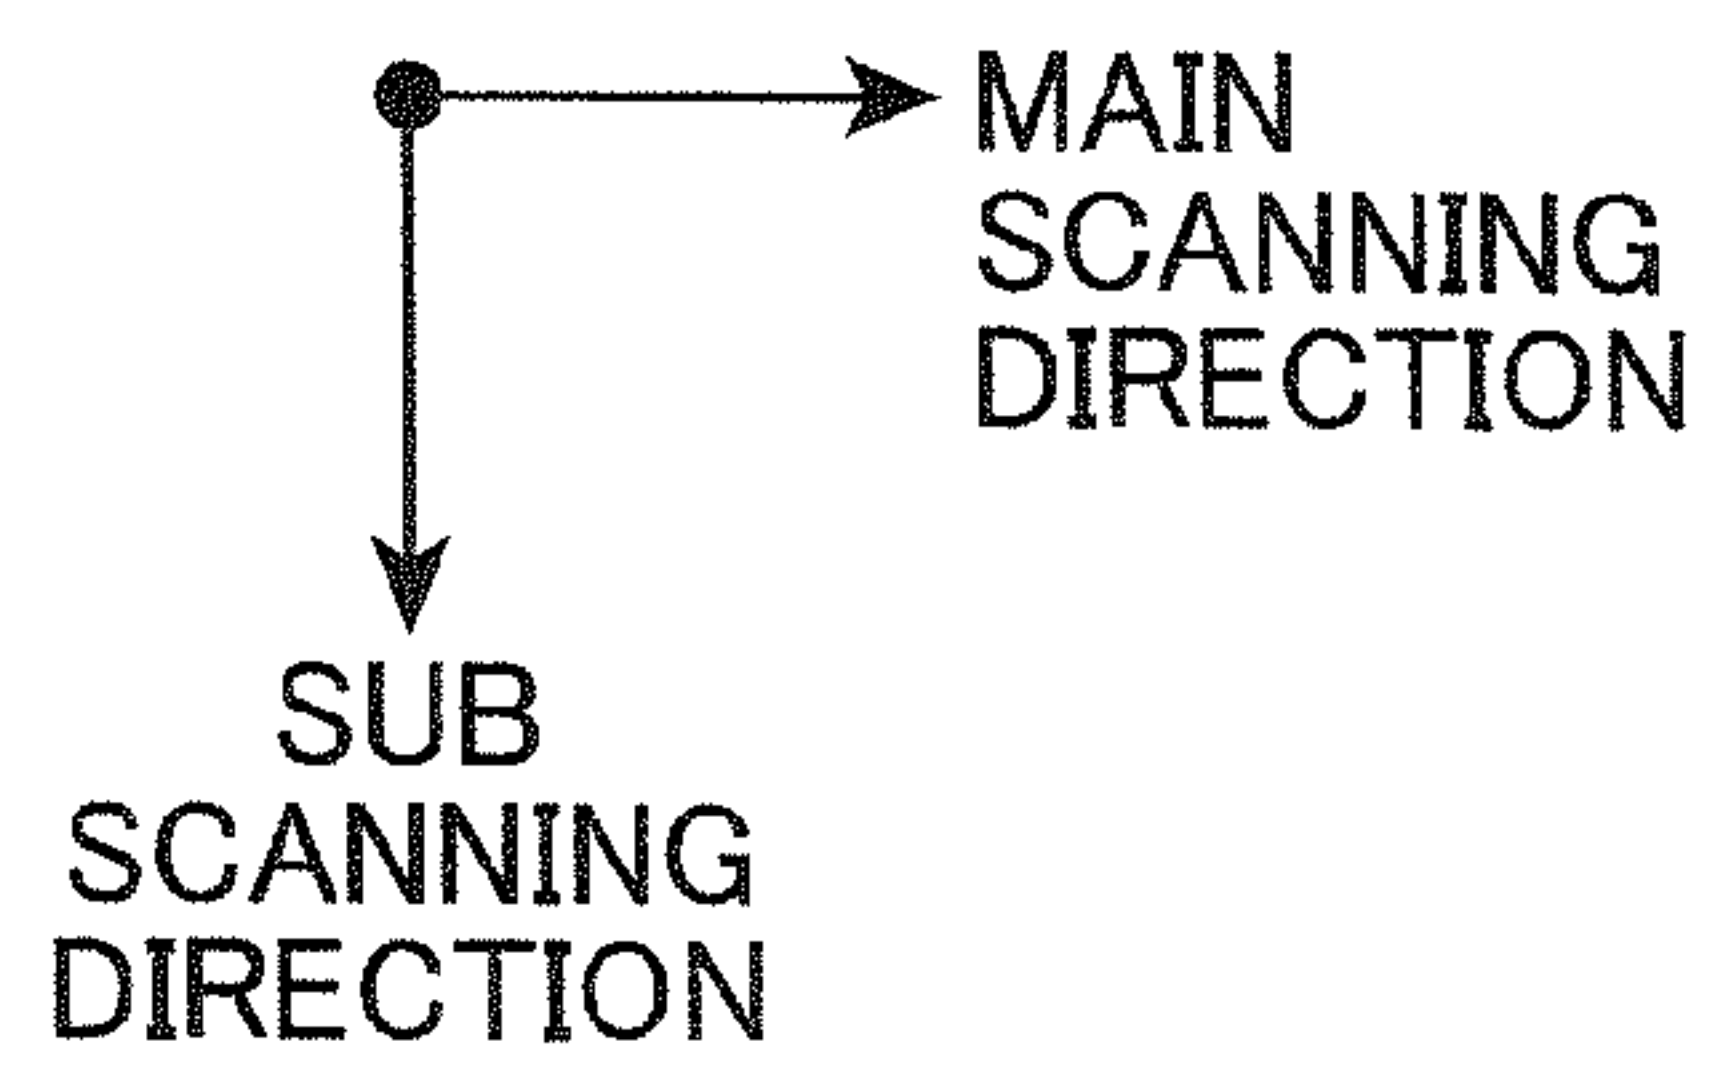 MAIN
SCANNING
DIRECTION
SUB
SCANNING
DIRECTION